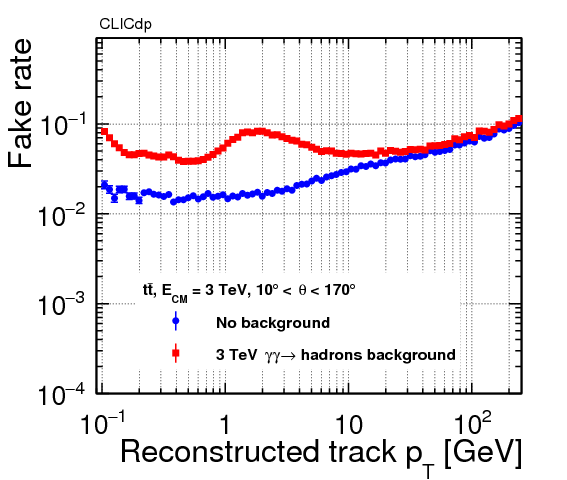 CLICdp
Fake rate
10⁻¹
10⁻²
10⁻³
10⁻⁴
tt̄, E_CM = 3 TeV, 10° < θ < 170°
No background
3 TeV γγ→ hadrons background
10⁻¹ 1 10 10²
Reconstructed track p_T [GeV]